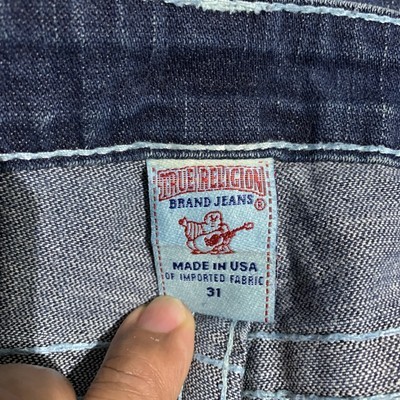 TRUE RELIGION
BRAND JEANS®
MADE IN USA
OF IMPORTED FABRIC
31